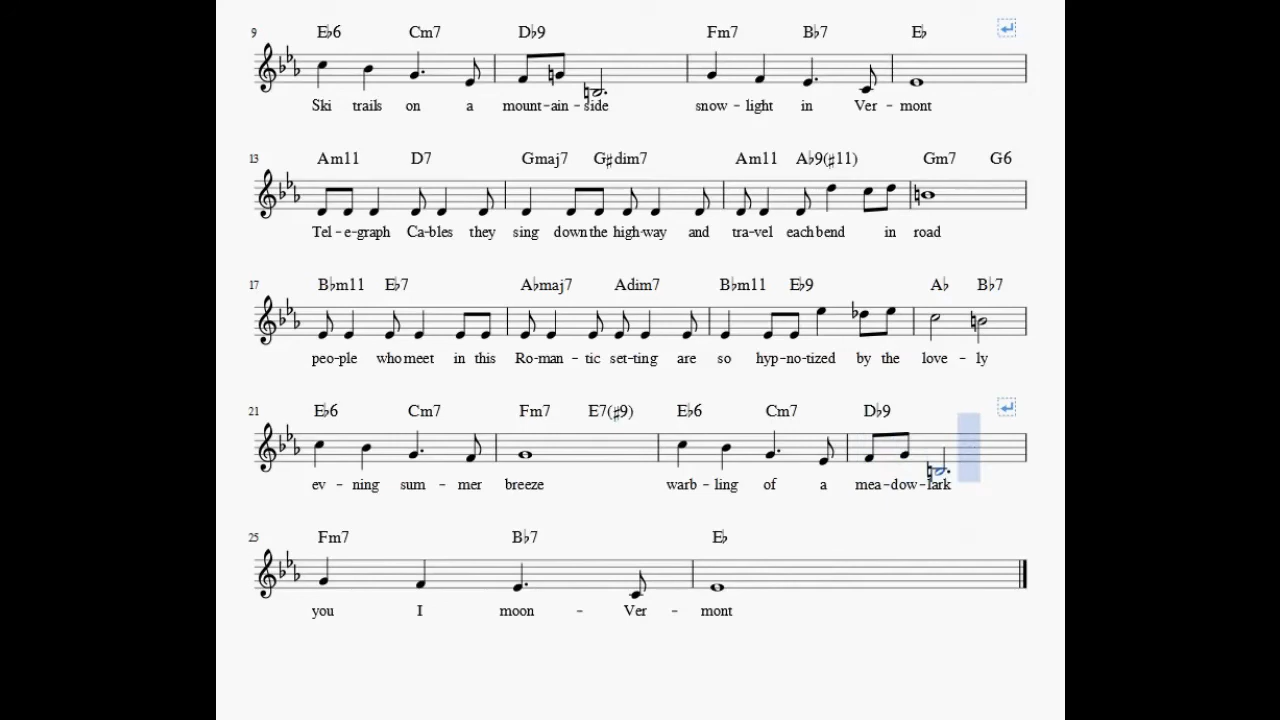 9 E♭6 Cm7 D♭9 Fm7 B♭7 E♭
Ski trails on a mount-ain-side snow-light in Ver-mont
13 Am11 D7 Gmaj7 G♯dim7 Am11 A♭9(♯11) Gm7 G6
Tel-e-graph Ca-bles they sing down the high-way and tra-vel each bend in road
17 B♭m11 E♭7 A♭maj7 Adim7 B♭m11 E♭9 A♭ B♭7
peo-ple who meet in this Ro-man-tic set-ting are so hyp-no-tized by the love-ly
21 E♭6 Cm7 Fm7 E7(♯9) E♭6 Cm7 D♭9
ev-ning sum-mer breeze warb-ling of a mea-dow-lark
25 Fm7 B♭7 E♭
you I moon-Ver-mont